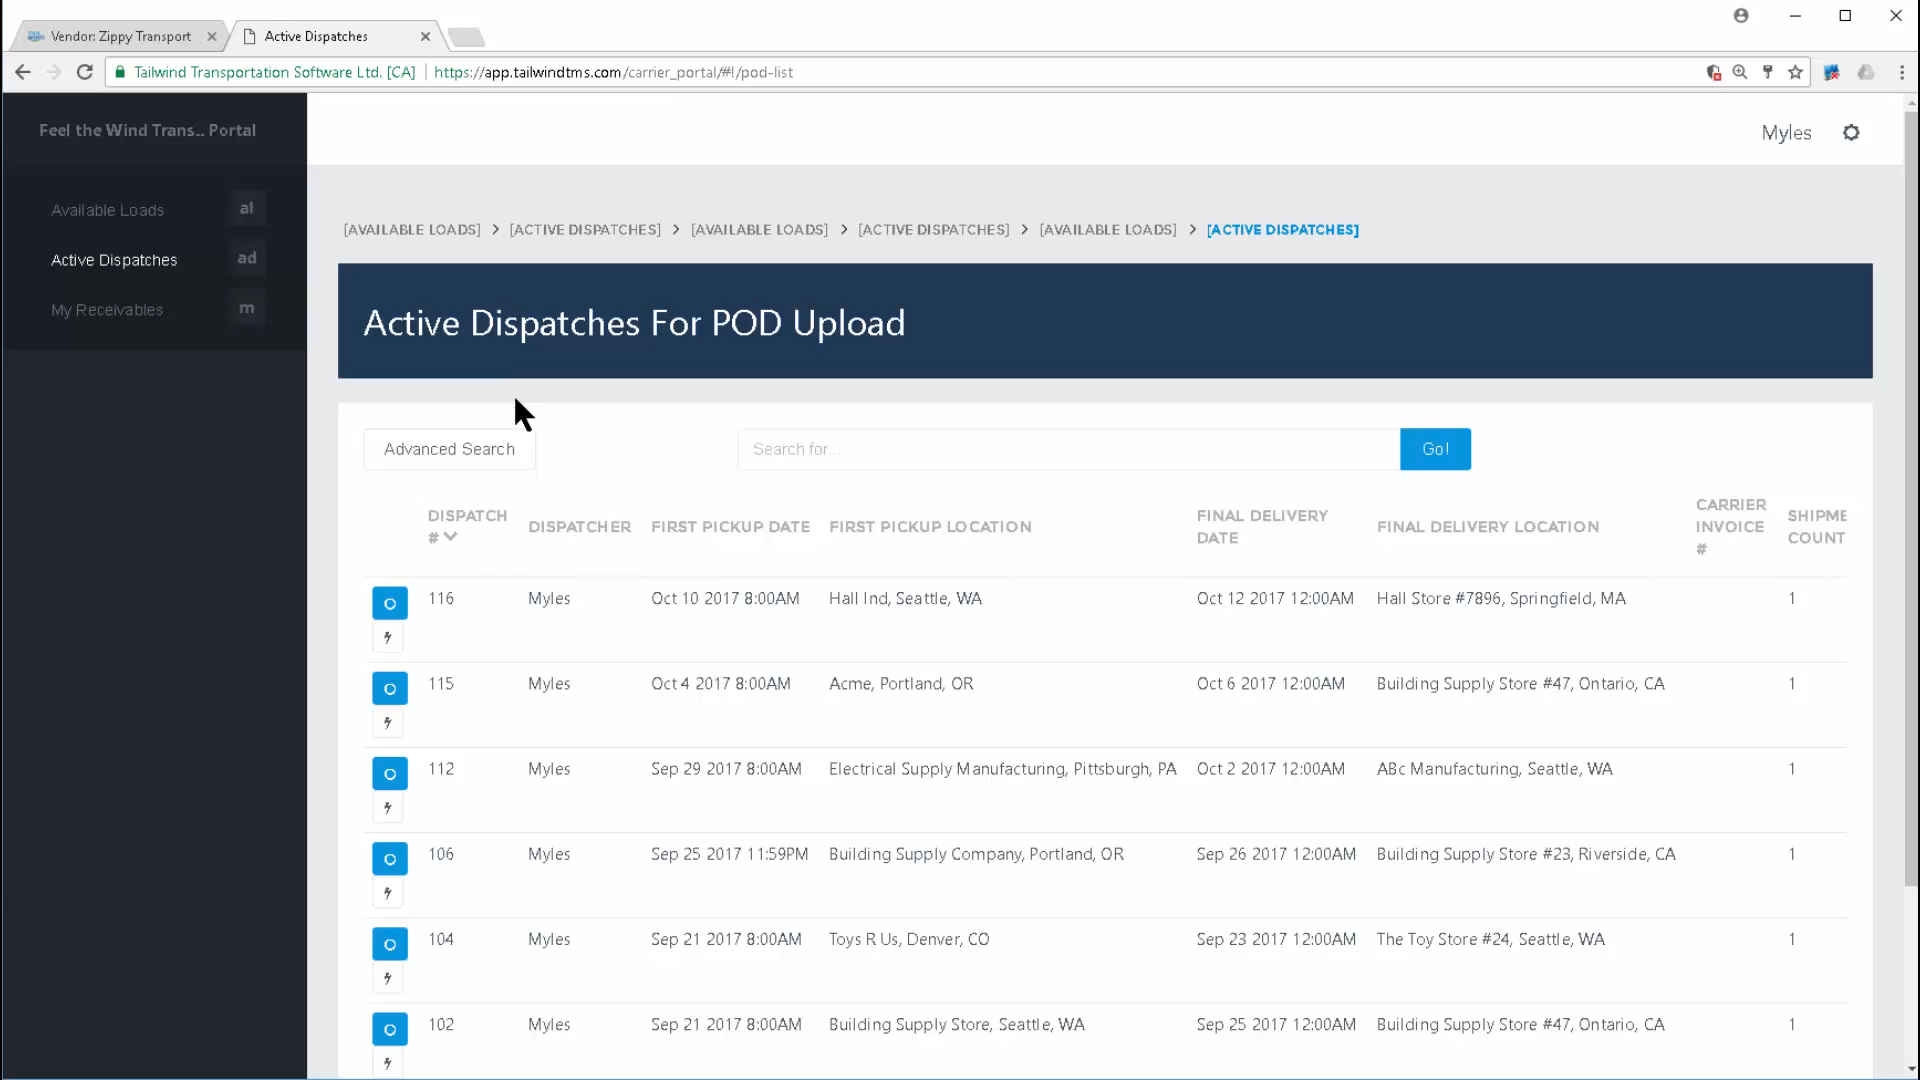 Vendor: Zippy Transport
Active Dispatches
Tailwind Transportation Software Ltd. [CA]
https://app.tailwindtms.com/carrier_portal/#!/pod-list
Feel the Wind Trans.. Portal
Myles
Available Loads al
Active Dispatches ad
My Receivables m
[AVAILABLE LOADS] > [ACTIVE DISPATCHES] > [AVAILABLE LOADS] > [ACTIVE DISPATCHES] > [AVAILABLE LOADS] > [ACTIVE DISPATCHES]
Active Dispatches For POD Upload
Advanced Search
Search for...
Go!
DISPATCH # DISPATCHER FIRST PICKUP DATE FIRST PICKUP LOCATION FINAL DELIVERY DATE FINAL DELIVERY LOCATION CARRIER INVOICE # SHIPME COUNT
116 Myles Oct 10 2017 8:00AM Hall Ind, Seattle, WA Oct 12 2017 12:00AM Hall Store #7896, Springfield, MA 1
115 Myles Oct 4 2017 8:00AM Acme, Portland, OR Oct 6 2017 12:00AM Building Supply Store #47, Ontario, CA 1
112 Myles Sep 29 2017 8:00AM Electrical Supply Manufacturing, Pittsburgh, PA Oct 2 2017 12:00AM ABc Manufacturing, Seattle, WA 1
106 Myles Sep 25 2017 11:59PM Building Supply Company, Portland, OR Sep 26 2017 12:00AM Building Supply Store #23, Riverside, CA 1
104 Myles Sep 21 2017 8:00AM Toys R Us, Denver, CO Sep 23 2017 12:00AM The Toy Store #24, Seattle, WA 1
102 Myles Sep 21 2017 8:00AM Building Supply Store, Seattle, WA Sep 25 2017 12:00AM Building Supply Store #47, Ontario, CA 1